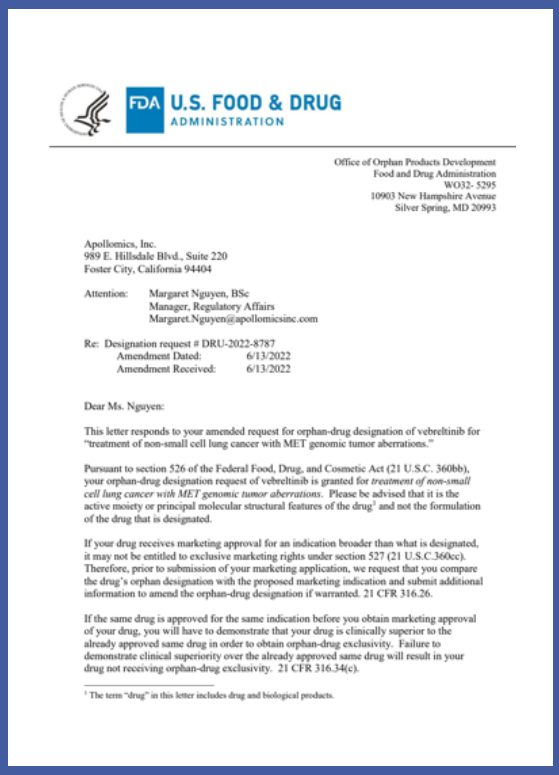 FDA U.S. FOOD & DRUG
ADMINISTRATION
Office of Orphan Products Development
Food and Drug Administration
WO32- 5295
10903 New Hampshire Avenue
Silver Spring, MD 20993
Apollomics, Inc.
989 E. Hillsdale Blvd., Suite 220
Foster City, California 94404
Attention: Margaret Nguyen, BSc
Manager, Regulatory Affairs
Margaret.Nguyen@apollomicsinc.com
Re: Designation request # DRU-2022-8787
Amendment Dated: 6/13/2022
Amendment Received: 6/13/2022
Dear Ms. Nguyen:
This letter responds to your amended request for orphan-drug designation of vebreltinib for
“treatment of non-small cell lung cancer with MET genomic tumor aberrations.”
Pursuant to section 526 of the Federal Food, Drug, and Cosmetic Act (21 U.S.C. 360bb),
your orphan-drug designation request of vebreltinib is granted for treatment of non-small
cell lung cancer with MET genomic tumor aberrations. Please be advised that it is the
active moiety or principal molecular structural features of the drug¹ and not the formulation
of the drug that is designated.
If your drug receives marketing approval for an indication broader than what is designated,
it may not be entitled to exclusive marketing rights under section 527 (21 U.S.C.360cc).
Therefore, prior to submission of your marketing application, we request that you compare
the drug’s orphan designation with the proposed marketing indication and submit additional
information to amend the orphan-drug designation if warranted. 21 CFR 316.26.
If the same drug is approved for the same indication before you obtain marketing approval
of your drug, you will have to demonstrate that your drug is clinically superior to the
already approved same drug in order to obtain orphan-drug exclusivity. Failure to
demonstrate clinical superiority over the already approved same drug will result in your
drug not receiving orphan-drug exclusivity. 21 CFR 316.34(c).
¹ The term “drug” in this letter includes drug and biological products.